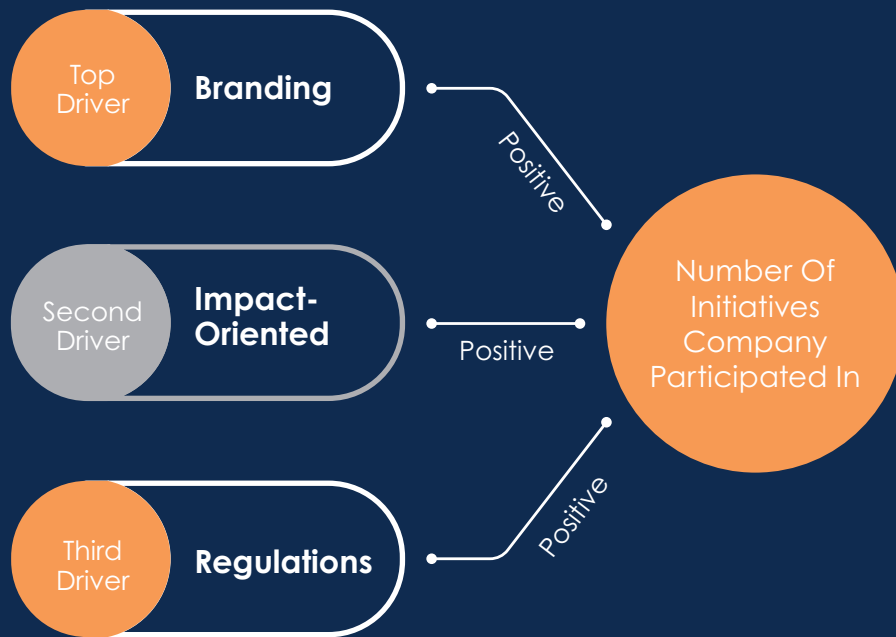 Top
Driver
Branding
Positive
Second
Driver
Impact-
Oriented
Positive
Number Of
Initiatives
Company
Participated In
Third
Driver
Regulations
Positive